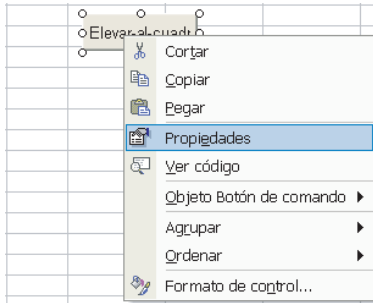 Elevar-al-cuadr
Cortar
Copiar
Pegar
Propiedades
Ver código
Objeto Botón de comando
Agrupar
Ordenar
Formato de control...